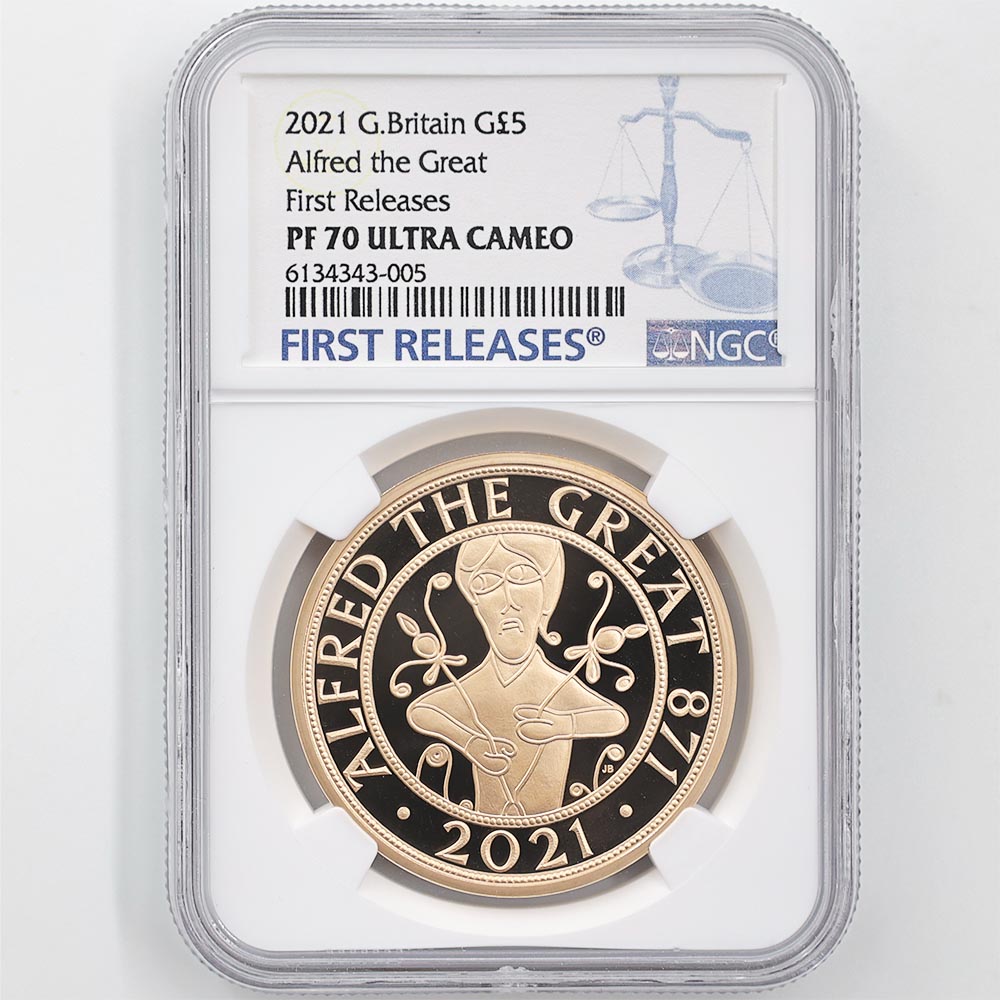 2021 G.Britain G£5
Alfred the Great
First Releases
PF 70 ULTRA CAMEO
6134343-005
FIRST RELEASES®
NGC®
ALFRED THE GREAT 871
· 2021 ·
JB